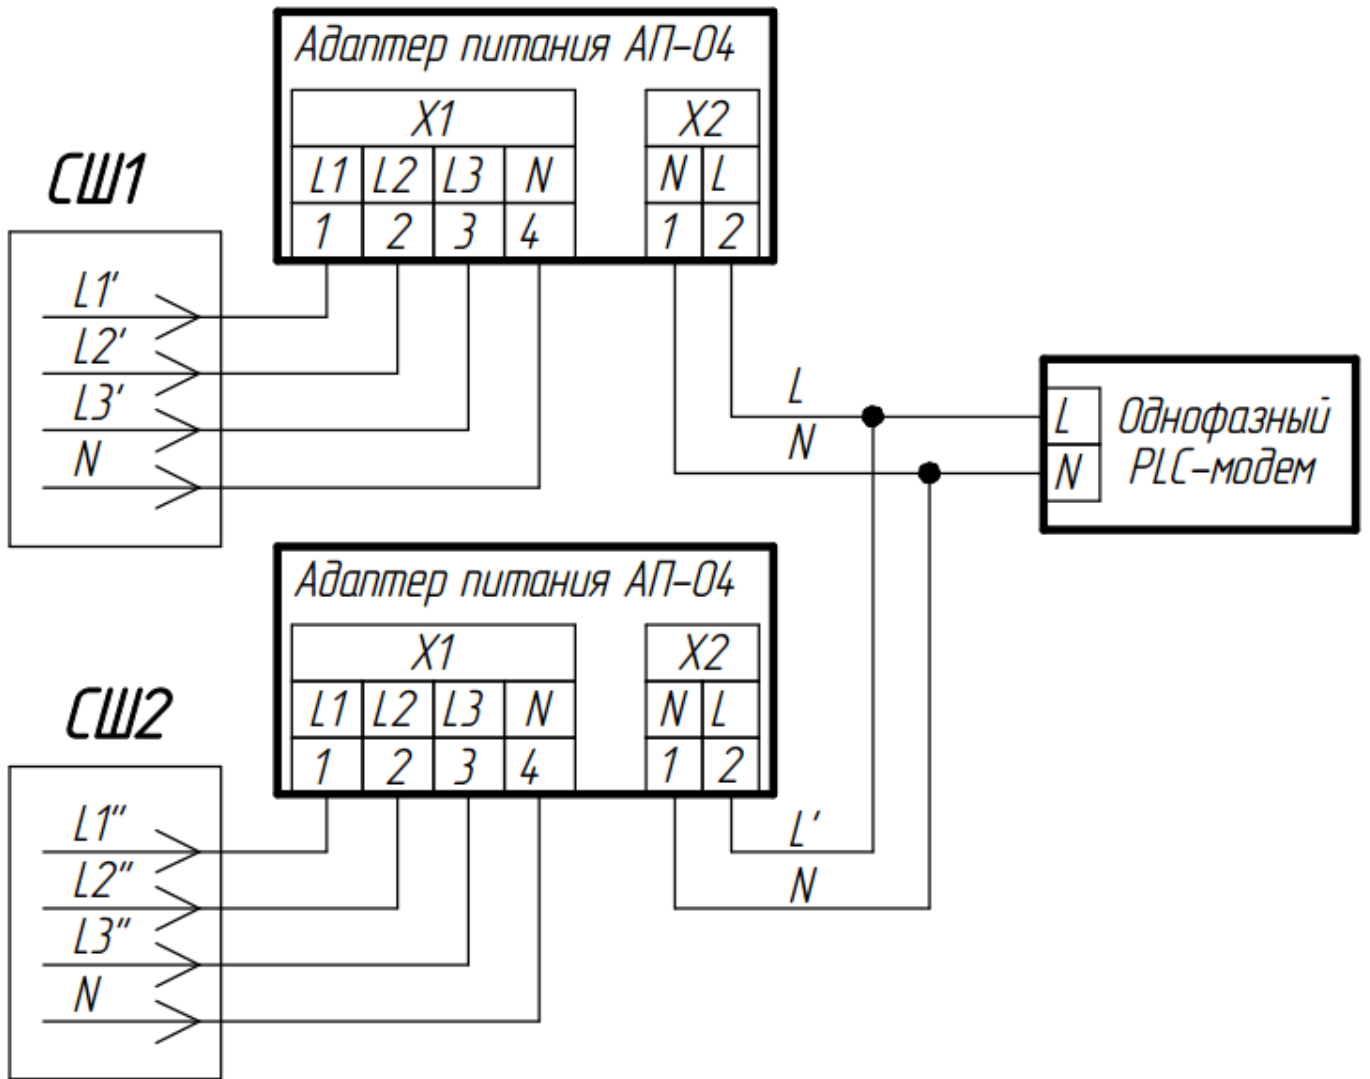 Адаптер питания АП-04
X1 X2
L1 L2 L3 N N L
1 2 3 4 1 2
СШ1
L1'
L2'
L3'
N
L
N
L Однофазный
N PLC-модем
Адаптер питания АП-04
X1 X2
L1 L2 L3 N N L
1 2 3 4 1 2
СШ2
L1"
L2"
L3"
N
L'
N